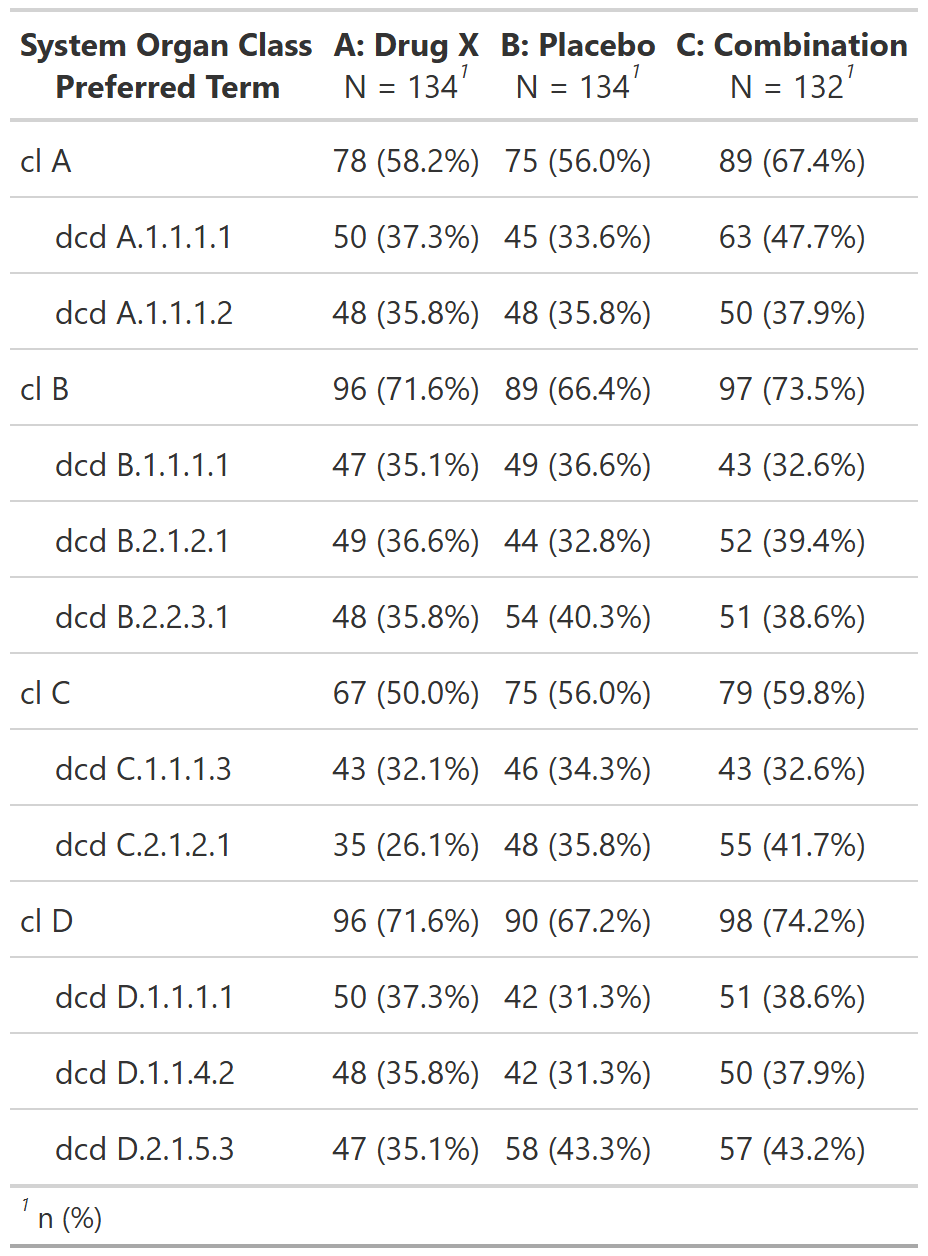 System Organ Class A: Drug X B: Placebo C: Combination
Preferred Term N = 134¹ N = 134¹ N = 132¹
cl A 78 (58.2%) 75 (56.0%) 89 (67.4%)
dcd A.1.1.1.1 50 (37.3%) 45 (33.6%) 63 (47.7%)
dcd A.1.1.1.2 48 (35.8%) 48 (35.8%) 50 (37.9%)
cl B 96 (71.6%) 89 (66.4%) 97 (73.5%)
dcd B.1.1.1.1 47 (35.1%) 49 (36.6%) 43 (32.6%)
dcd B.2.1.2.1 49 (36.6%) 44 (32.8%) 52 (39.4%)
dcd B.2.2.3.1 48 (35.8%) 54 (40.3%) 51 (38.6%)
cl C 67 (50.0%) 75 (56.0%) 79 (59.8%)
dcd C.1.1.1.3 43 (32.1%) 46 (34.3%) 43 (32.6%)
dcd C.2.1.2.1 35 (26.1%) 48 (35.8%) 55 (41.7%)
cl D 96 (71.6%) 90 (67.2%) 98 (74.2%)
dcd D.1.1.1.1 50 (37.3%) 42 (31.3%) 51 (38.6%)
dcd D.1.1.4.2 48 (35.8%) 42 (31.3%) 50 (37.9%)
dcd D.2.1.5.3 47 (35.1%) 58 (43.3%) 57 (43.2%)
¹ n (%)